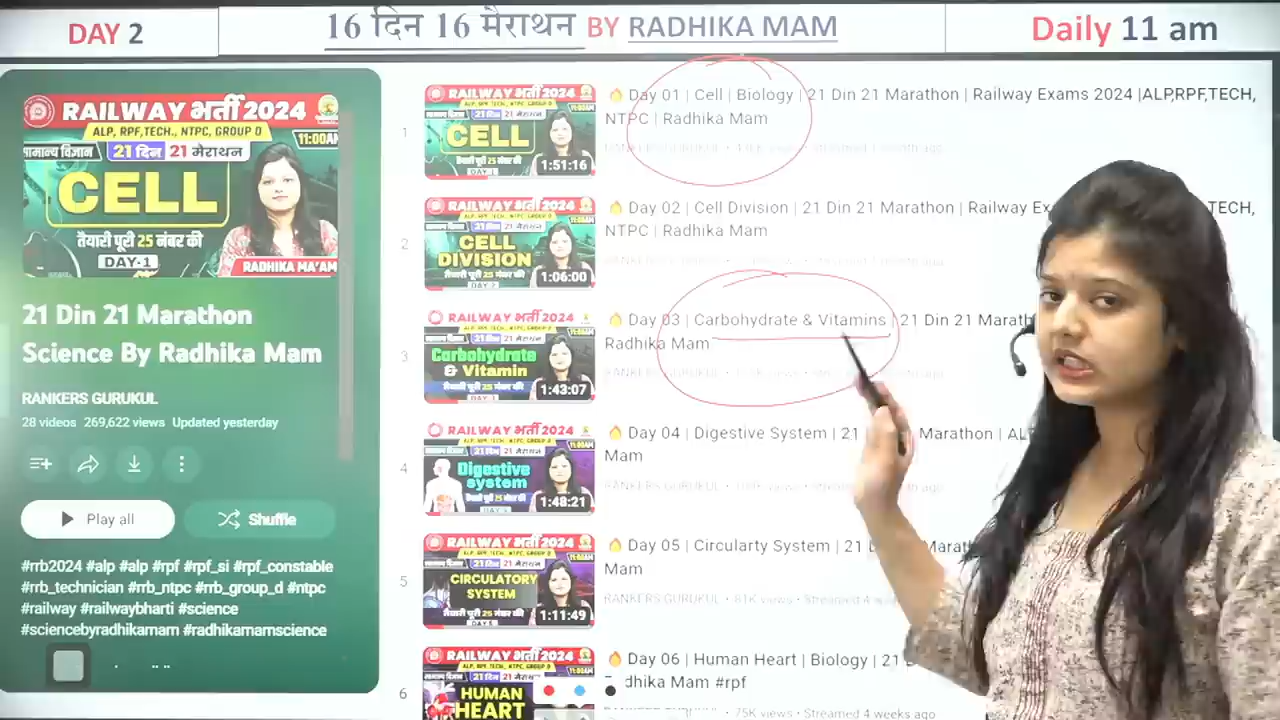 DAY 2
16 दिन 16 मैराथन BY RADHIKA MAM
Daily 11 am
RAILWAY भर्ती 2024
ALP, RPF,TECH., NTPC, GROUP D
11:00AM
सामान्य विज्ञान
21 दिन 21 मैराथन
CELL
तैयारी पूरी 25 नंबर की
DAY-1
RADHIKA MA'AM
21 Din 21 Marathon
Science By Radhika Mam
RANKERS GURUKUL
28 videos 269,622 views Updated yesterday
Play all
Shuffle
#rrb2024 #alp #alp #rpf #rpf_si #rpf_constable
#rrb_technician #rrb_ntpc #rrb_group_d #ntpc
#railway #railwaybharti #science
#sciencebyradhikamam #radhikamamscience
1
RAILWAY भर्ती 2024
CELL
DAY-1
1:51:16
Day 01 | Cell | Biology | 21 Din 21 Marathon | Railway Exams 2024 |ALP,RPF,TECH,
NTPC | Radhika Mam
2
RAILWAY भर्ती 2024
CELL
DIVISION
1:06:00
Day 02 | Cell Division | 21 Din 21 Marathon | Railway Ex TECH,
NTPC | Radhika Mam
3
RAILWAY भर्ती 2024
Carbohydrate
& Vitamin
1:43:07
Day 03 | Carbohydrate & Vitamins | 21 Din 21 Marath
Radhika Mam
4
RAILWAY भर्ती 2024
Digestive
system
1:48:21
Day 04 | Digestive System | 21 Marathon | AL
Mam
5
RAILWAY भर्ती 2024
CIRCULATORY
SYSTEM
1:11:49
Day 05 | Circularty System | 21 Marat
Mam
RANKERS GURUKUL • 81K views • Streamed 4
6
RAILWAY भर्ती 2024
HUMAN
HEART
Day 06 | Human Heart | Biology | 21
dhika Mam #rpf
75K views • Streamed 4 weeks ago